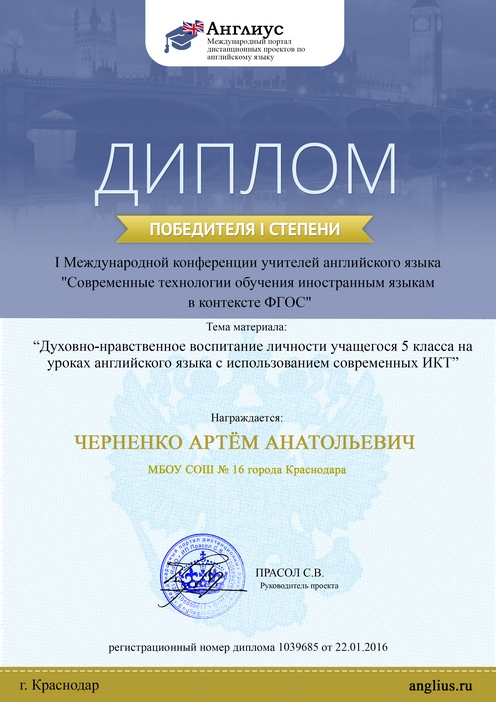 Англиус
Международный портал
дистанционных проектов по
английскому языку
ДИПЛОМ
ПОБЕДИТЕЛЯ I СТЕПЕНИ
I Международной конференции учителей английского языка
"Современные технологии обучения иностранным языкам
в контексте ФГОС"
Тема материала:
“Духовно-нравственное воспитание личности учащегося 5 класса на
уроках английского языка с использованием современных ИКТ”
Награждается:
ЧЕРНЕНКО АРТЁМ АНАТОЛЬЕВИЧ
МБОУ СОШ № 16 города Краснодара
ПРАСОЛ С.В.
Руководитель проекта
регистрационный номер диплома 1039685 от 22.01.2016
г. Краснодар
anglius.ru